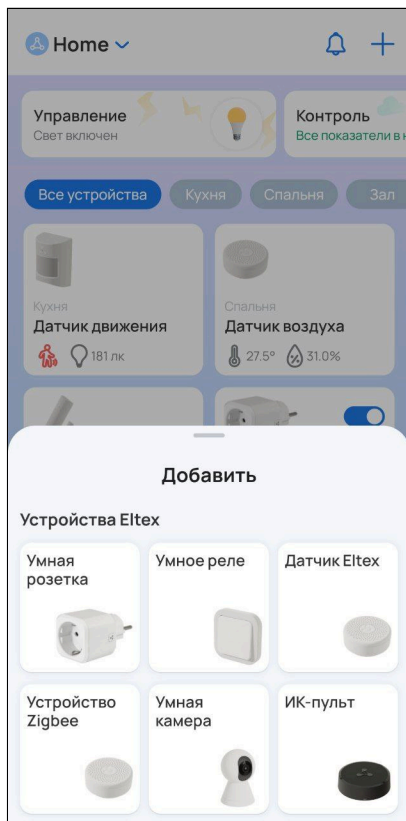 Home
Управление
Свет включен
Контроль
Все показатели в н
Все устройства
Кухня
Спальня
Зал
Кухня
Датчик движения
181 лк
Спальня
Датчик воздуха
27.5° 31.0%
Добавить
Устройства Eltex
Умная
розетка
Умное реле
Датчик Eltex
Устройство
Zigbee
Умная
камера
ИК-пульт